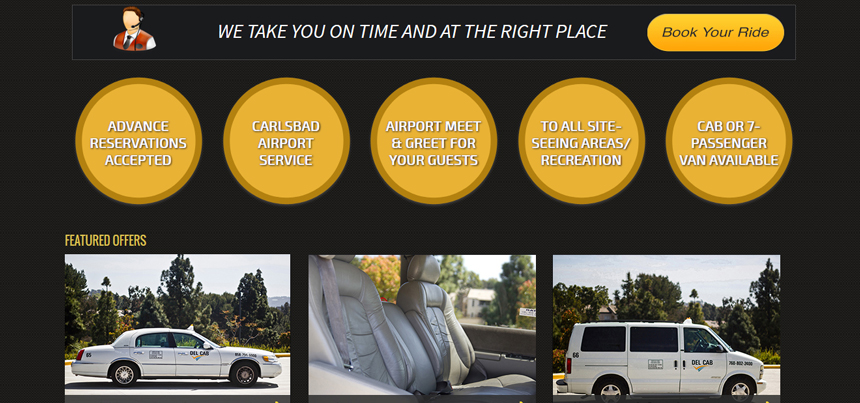 WE TAKE YOU ON TIME AND AT THE RIGHT PLACE
Book Your Ride
ADVANCE
RESERVATIONS
ACCEPTED
CARLSBAD
AIRPORT
SERVICE
AIRPORT MEET
& GREET FOR
YOUR GUESTS
TO ALL SITE-
SEEING AREAS/
RECREATION
CAB OR 7-
PASSENGER
VAN AVAILABLE
FEATURED OFFERS
65
DEL CAB
66
DEL CAB